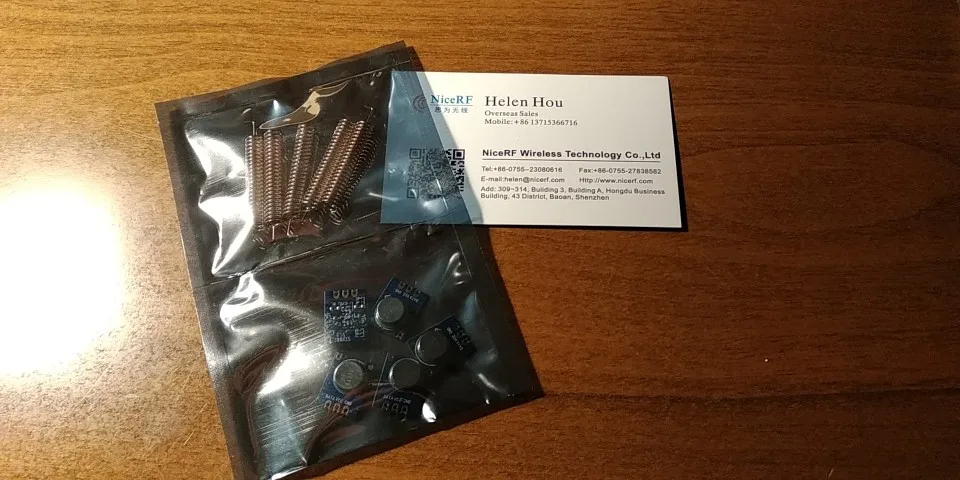 NiceRF
思为无线
Helen Hou
Overseas Sales
Mobile:+86 13715366716
NiceRF Wireless Technology Co.,Ltd
Tel:+86-0755-23080616 Fax:+86-0755-27838582
E-mail:helen@nicerf.com Http://www.nicerf.com
Add: 309-314, Building 3, Building A, Hongdu Business
Building, 43 District, Baoan, Shenzhen